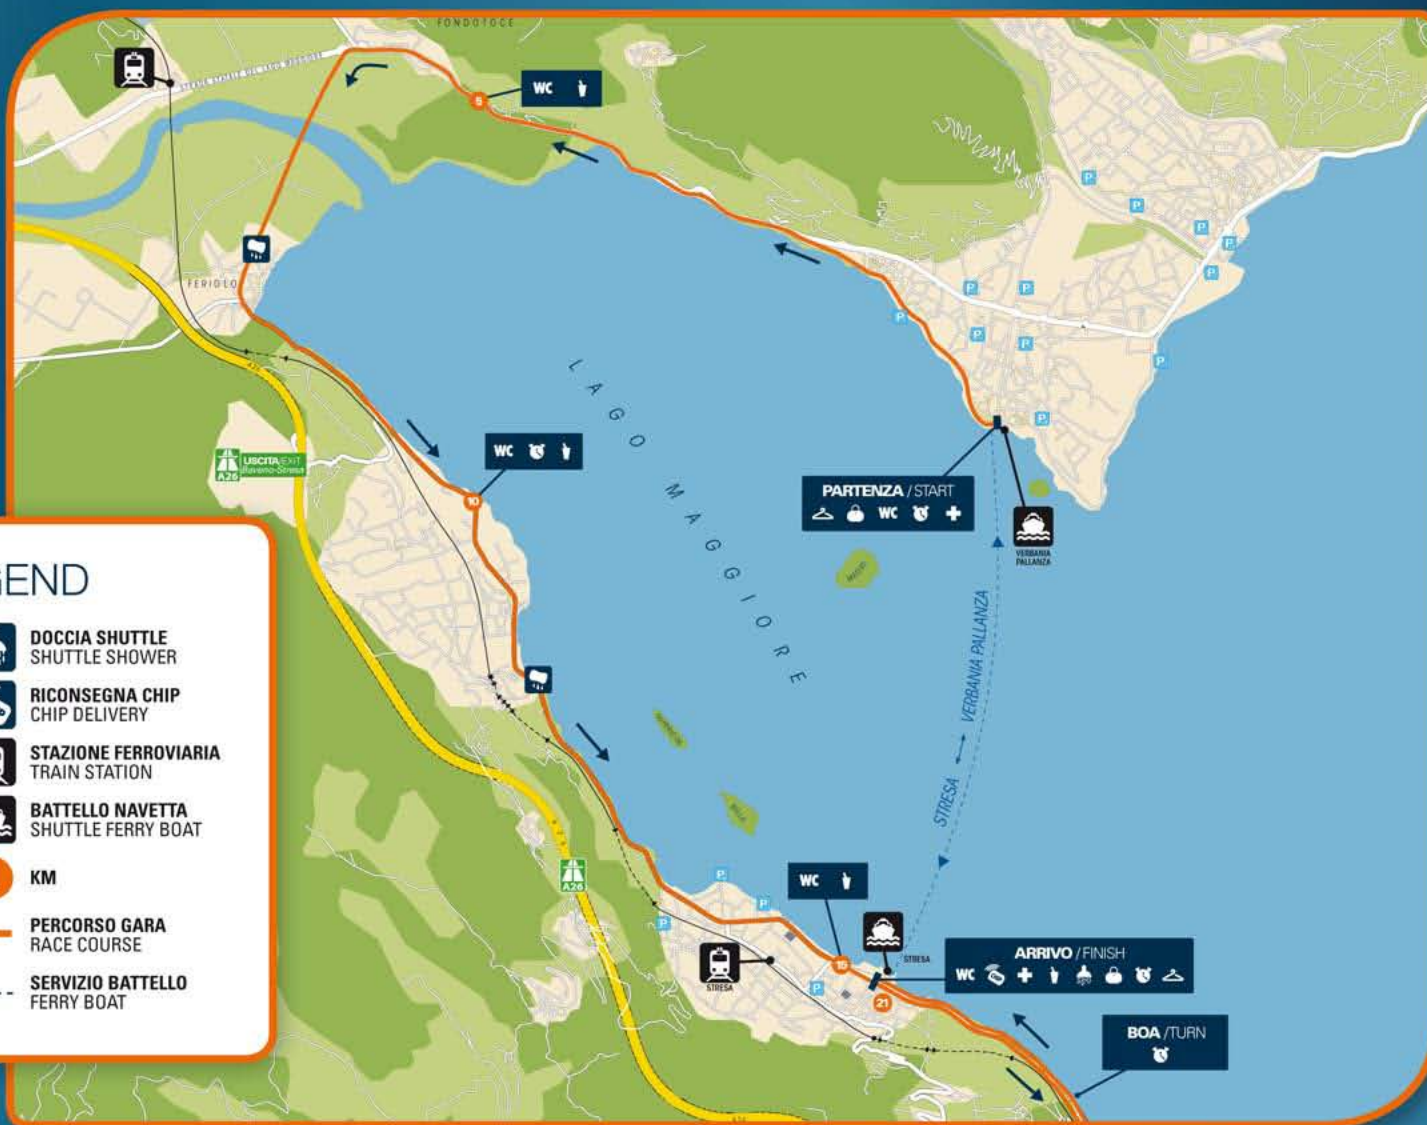 FONDOTOCE
5
WC
P
P
P
P
P
FERIOLO
P
P
P
P
P
P
P
A26
LAGO MAGGIORE
USCITA/EXIT
Baveno-Stresa
A26
WC
10
PARTENZA / START
WC
VERBANIA
PALLANZA
STRESA ↔ VERBANIA PALLANZA
GEND
DOCCIA SHUTTLE
SHUTTLE SHOWER
RICONSEGNA CHIP
CHIP DELIVERY
STAZIONE FERROVIARIA
TRAIN STATION
BATTELLO NAVETTA
SHUTTLE FERRY BOAT
KM
PERCORSO GARA
RACE COURSE
SERVIZIO BATTELLO
FERRY BOAT
A26
P
P
P
P
WC
15
STRESA
STRESA
21
ARRIVO / FINISH
WC
BOA / TURN
A26